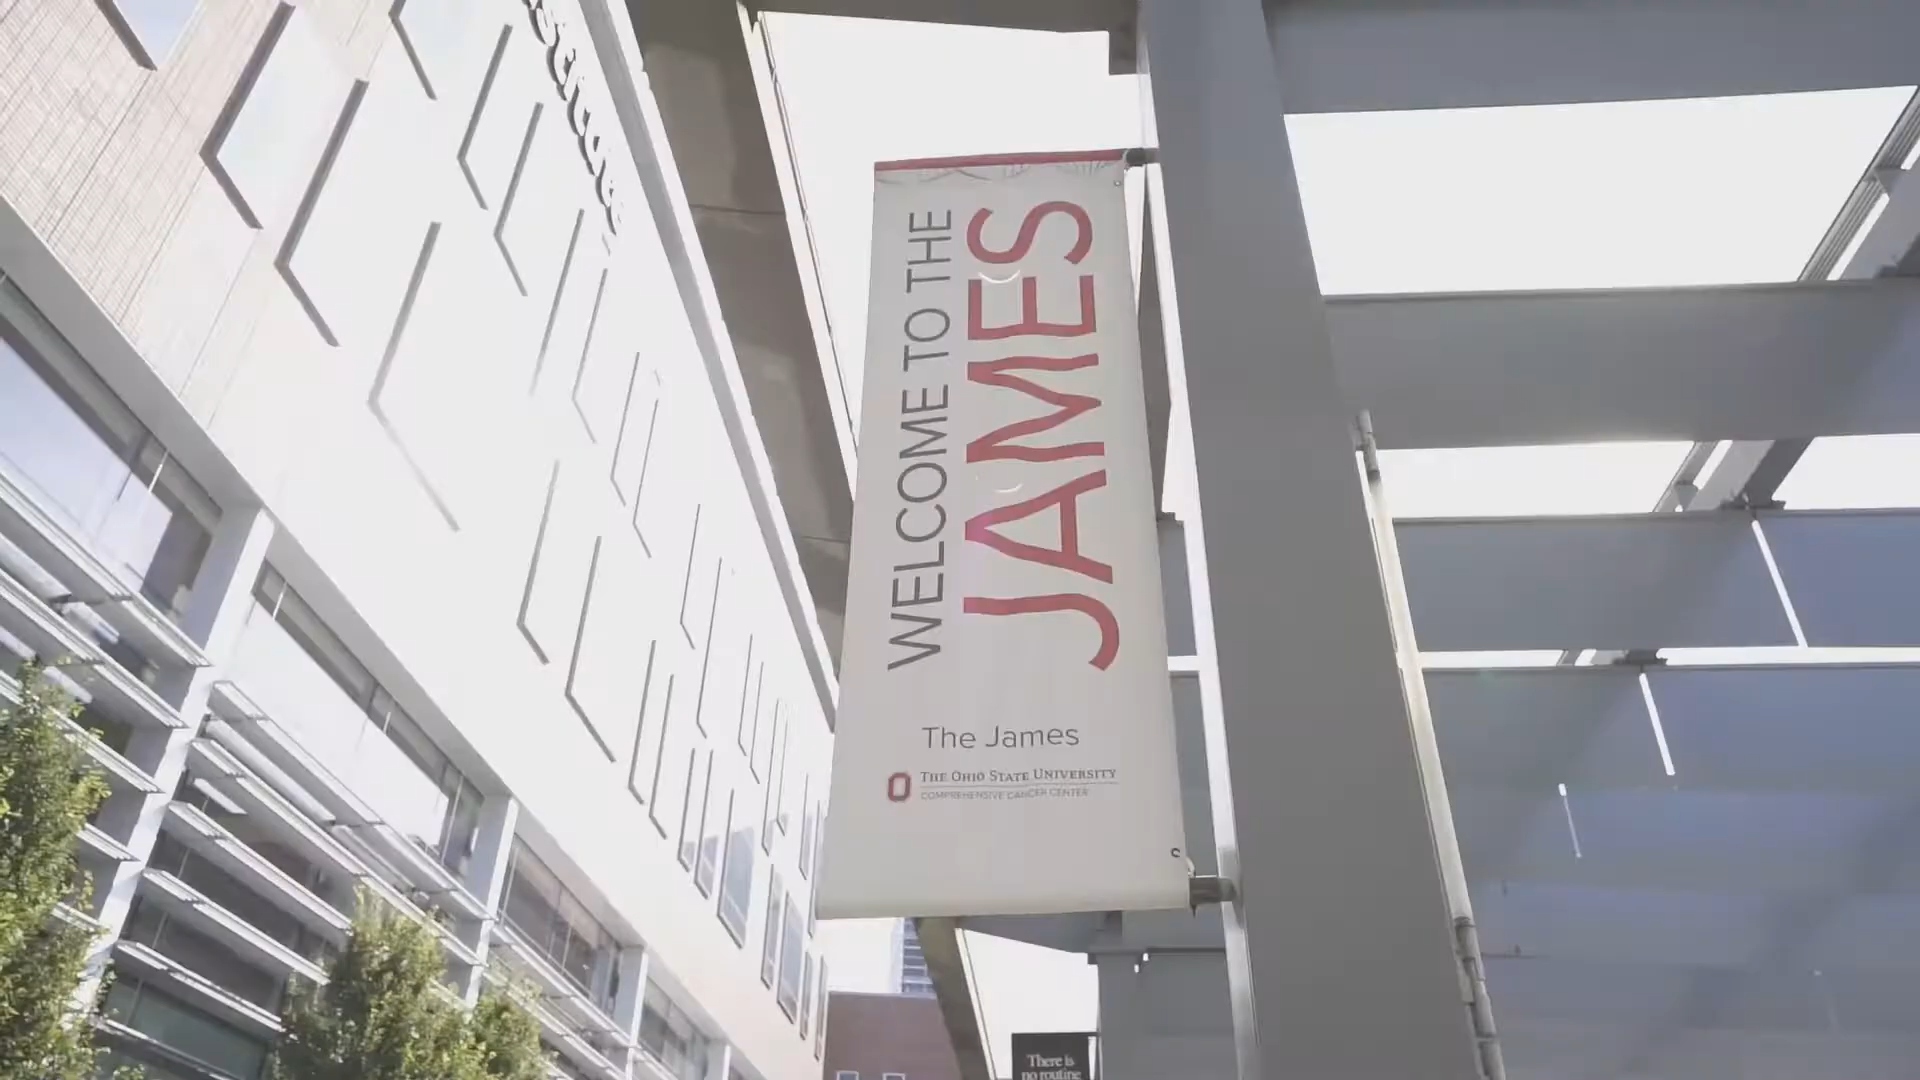 WELCOME TO THE
JAMES
The James
THE OHIO STATE UNIVERSITY
COMPREHENSIVE CANCER CENTER
There is
no routine